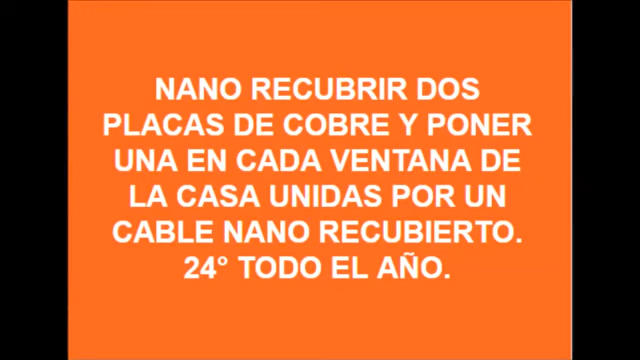 NANO RECUBRIR DOS
PLACAS DE COBRE Y PONER
UNA EN CADA VENTANA DE
LA CASA UNIDAS POR UN
CABLE NANO RECUBIERTO.
24° TODO EL AÑO.